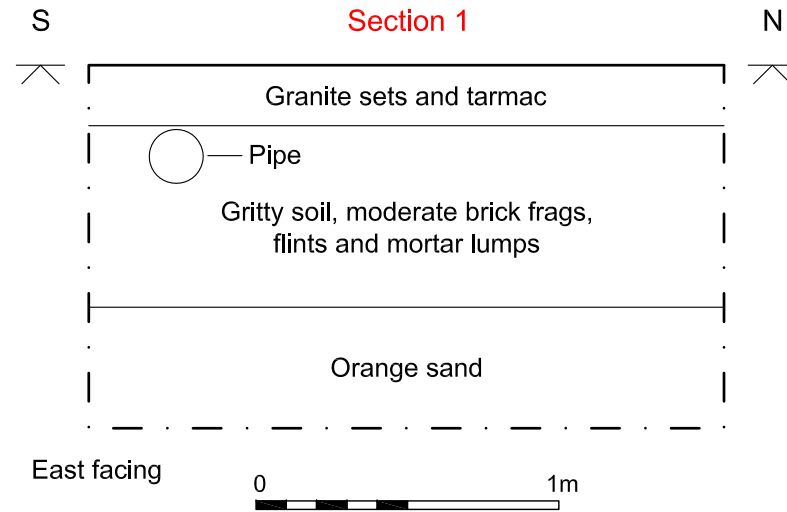 S
Section 1
N
Granite sets and tarmac
Pipe
Gritty soil, moderate brick frags,
flints and mortar lumps
Orange sand
East facing
0
1m